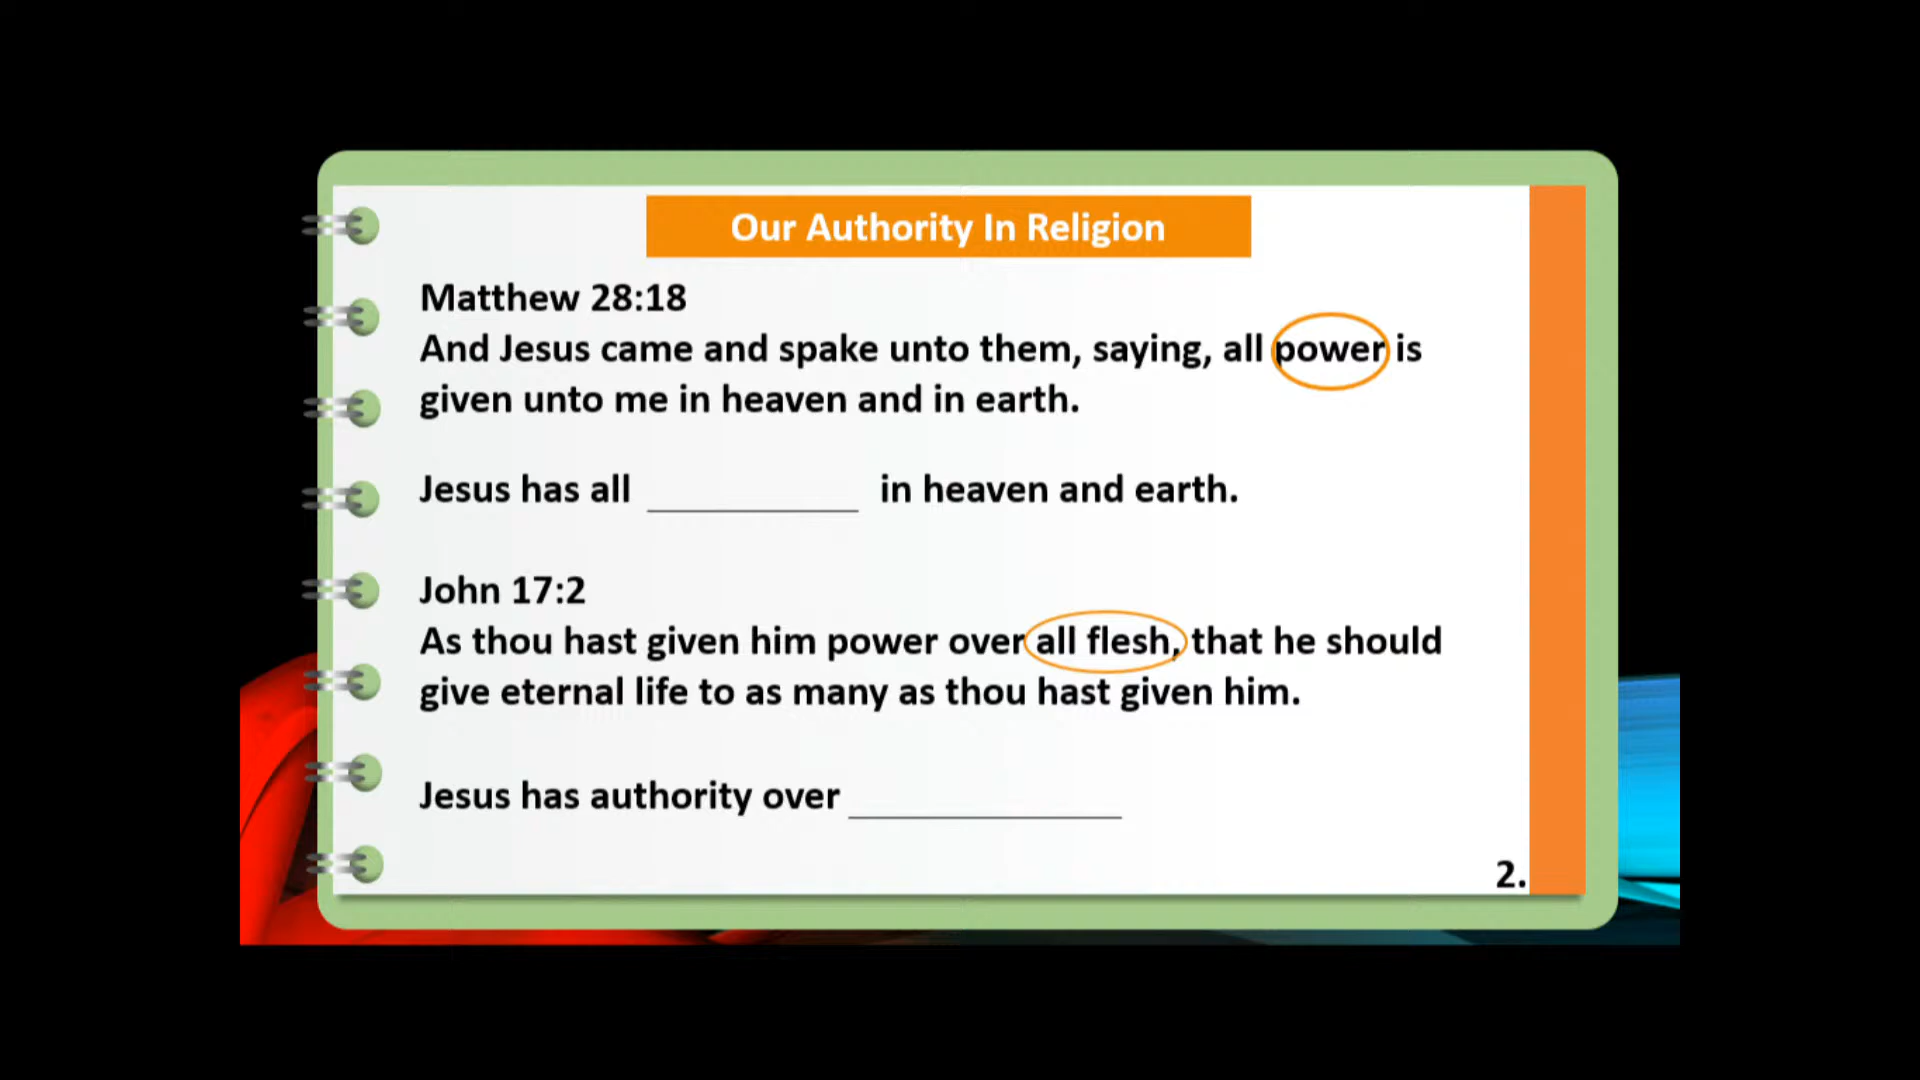 Our Authority In Religion
Matthew 28:18
And Jesus came and spake unto them, saying, all power is
given unto me in heaven and in earth.
Jesus has all __________ in heaven and earth.
John 17:2
As thou hast given him power over all flesh, that he should
give eternal life to as many as thou hast given him.
Jesus has authority over _____________
2.